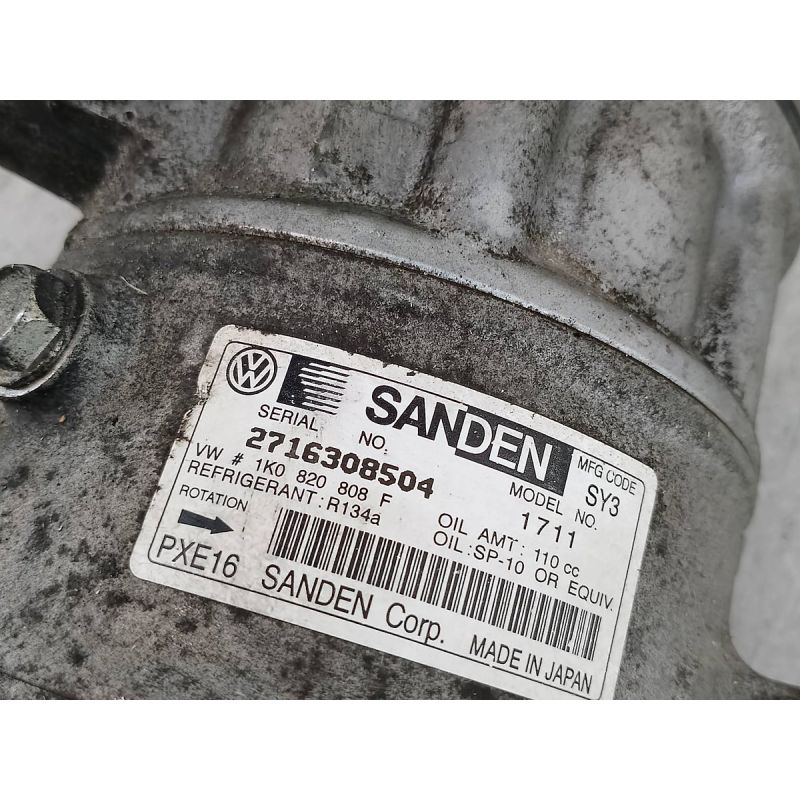 VW SANDEN MFG CODE
SERIAL NO. SY3
2716308504 MODEL NO.
VW # 1K0 820 808 F 1711
REFRIGERANT:R134a OIL AMT: 110 cc
ROTATION OIL:SP-10 OR EQUIV.
PXE16 SANDEN Corp. MADE IN JAPAN